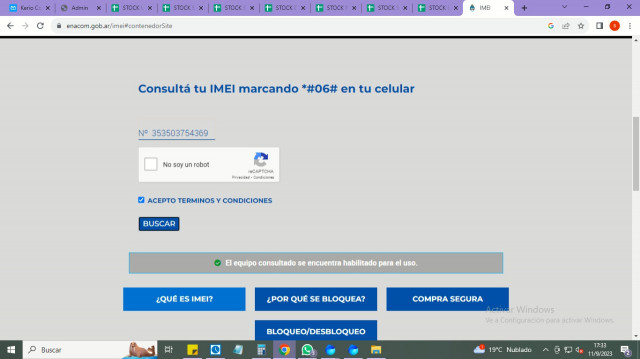 Kario Co
Admin
STOCK
STOCK
STOCK
STOCK
STOCK
STOCK
STOCK
IMEI
enacom.gob.ar/imei#contenedorSite
Consultá tu IMEI marcando *#06# en tu celular
Nº 353503754369
No soy un robot
reCAPTCHA
Privacidad - Condiciones
ACEPTO TERMINOS Y CONDICIONES
BUSCAR
El equipo consultado se encuentra habilitado para el uso.
¿QUÉ ES IMEI?
¿POR QUÉ SE BLOQUEA?
COMPRA SEGURA
Activar Windows
Ve a Configuración para activar Windows.
BLOQUEO/DESBLOQUEO
Buscar
19°C Nublado
17:33
11/9/2023